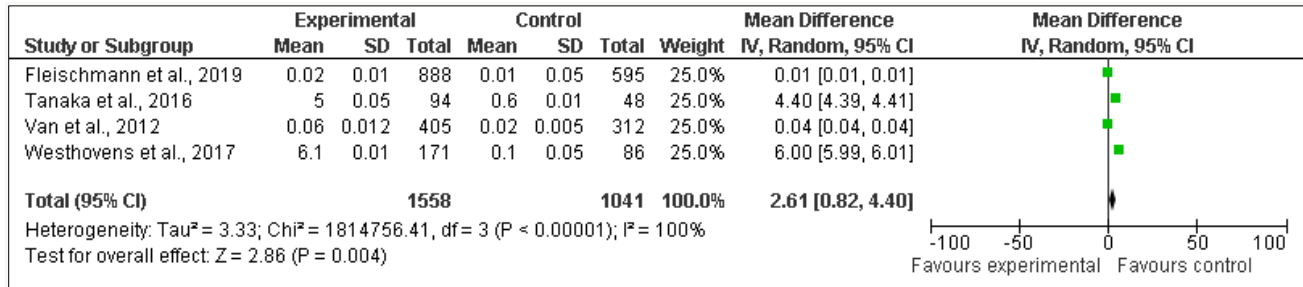 Experimental Control Mean Difference Mean Difference
Study or Subgroup Mean SD Total Mean SD Total Weight IV, Random, 95% CI IV, Random, 95% CI
Fleischmann et al., 2019 0.02 0.01 888 0.01 0.05 595 25.0% 0.01 [0.01, 0.01]
Tanaka et al., 2016 5 0.05 94 0.6 0.01 48 25.0% 4.40 [4.39, 4.41]
Van et al., 2012 0.06 0.012 405 0.02 0.005 312 25.0% 0.04 [0.04, 0.04]
Westhovens et al., 2017 6.1 0.01 171 0.1 0.05 86 25.0% 6.00 [5.99, 6.01]
Total (95% CI) 1558 1041 100.0% 2.61 [0.82, 4.40]
Heterogeneity: Tau² = 3.33; Chi² = 1814756.41, df = 3 (P < 0.00001); I² = 100%
Test for overall effect: Z = 2.86 (P = 0.004)
-100 -50 0 50 100
Favours experimental Favours control